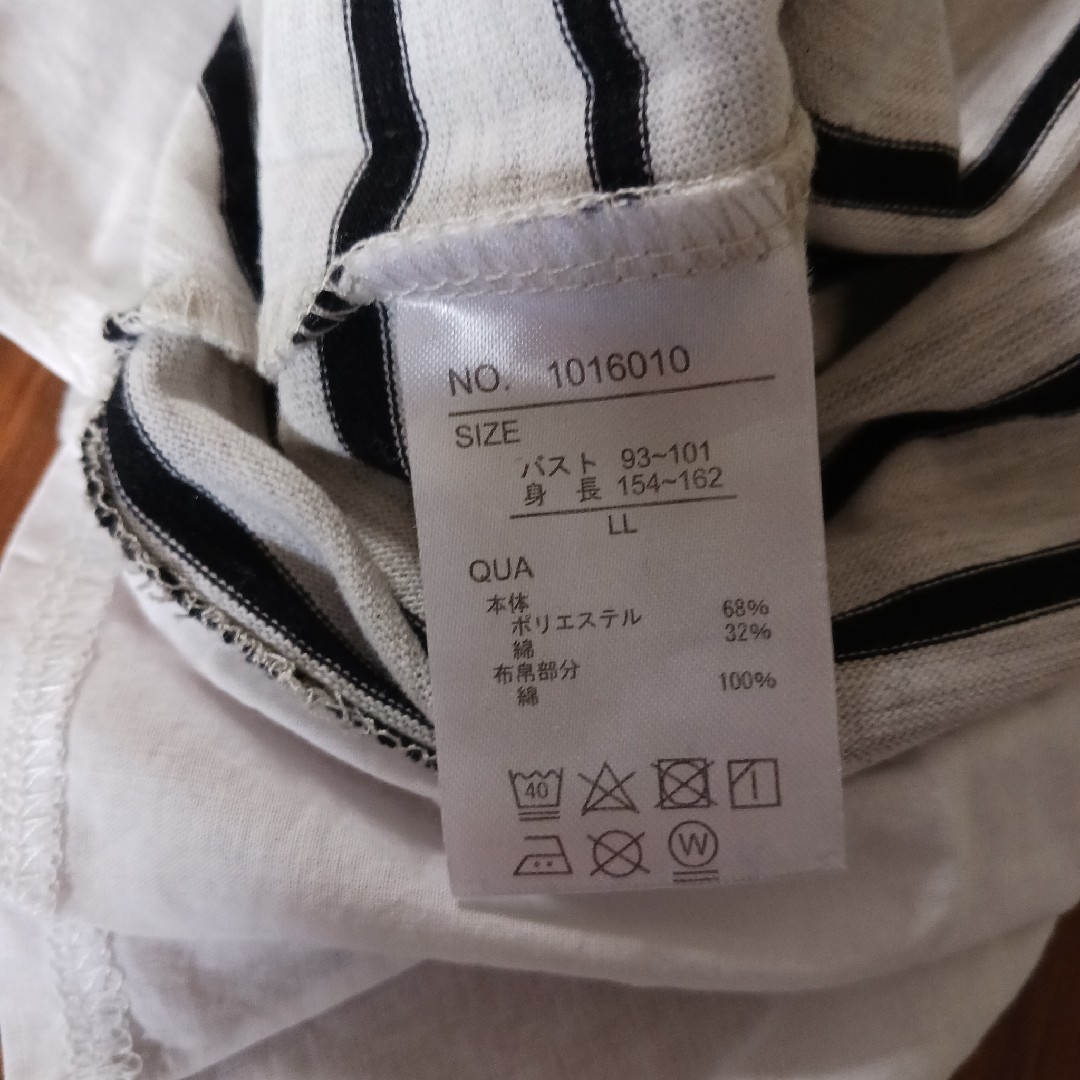 NO. 1016010
SIZE
バスト 93~101
身 長 154~162
LL
QUA
本体
ポリエステル 68%
綿 32%
布帛部分
綿 100%
40
W